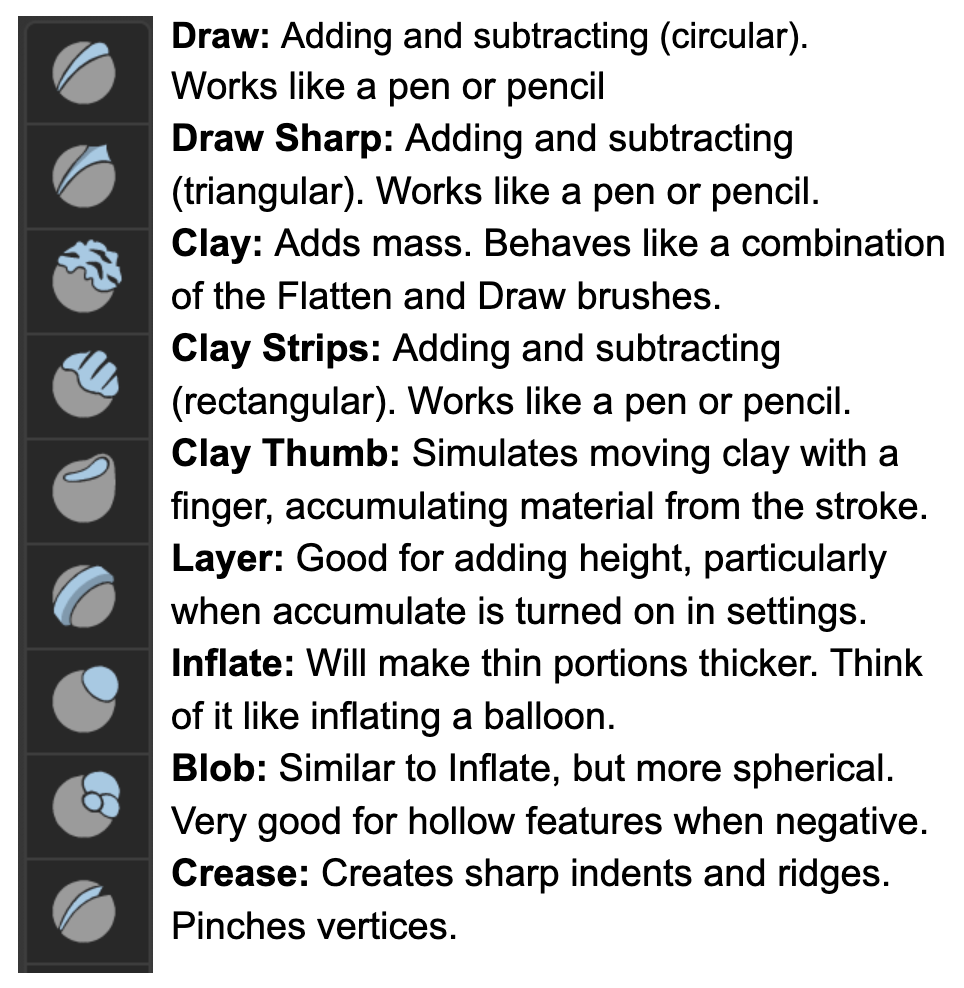 Draw: Adding and subtracting (circular).
Works like a pen or pencil
Draw Sharp: Adding and subtracting
(triangular). Works like a pen or pencil.
Clay: Adds mass. Behaves like a combination
of the Flatten and Draw brushes.
Clay Strips: Adding and subtracting
(rectangular). Works like a pen or pencil.
Clay Thumb: Simulates moving clay with a
finger, accumulating material from the stroke.
Layer: Good for adding height, particularly
when accumulate is turned on in settings.
Inflate: Will make thin portions thicker. Think
of it like inflating a balloon.
Blob: Similar to Inflate, but more spherical.
Very good for hollow features when negative.
Crease: Creates sharp indents and ridges.
Pinches vertices.